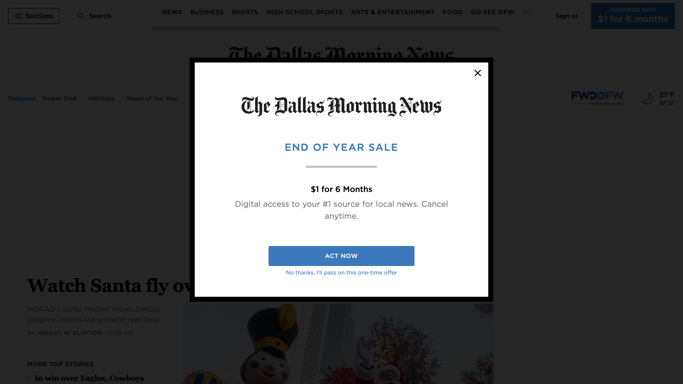 Sections
Search
NEWS BUSINESS SPORTS HIGH SCHOOL SPORTS ARTS & ENTERTAINMENT FOOD GO SEE DFW
Sign In
SUBSCRIBE NOW
$1 for 6 months
The Dallas Morning News
Featured: Power Grid Holidays Texan of the Year
FWD>DFW
27°F
The Dallas Morning News
END OF YEAR SALE
$1 for 6 Months
Digital access to your #1 source for local news. Cancel
anytime.
ACT NOW
No thanks, I'll pass on this one-time offer
Watch Santa fly ov
NORAD's Santa Tracker shows Santa's
progress across the global in real-time.
BY ASHLEY N. SLAYTON 12:05 AM
MORE TOP STORIES
In win over Eagles, Cowboys